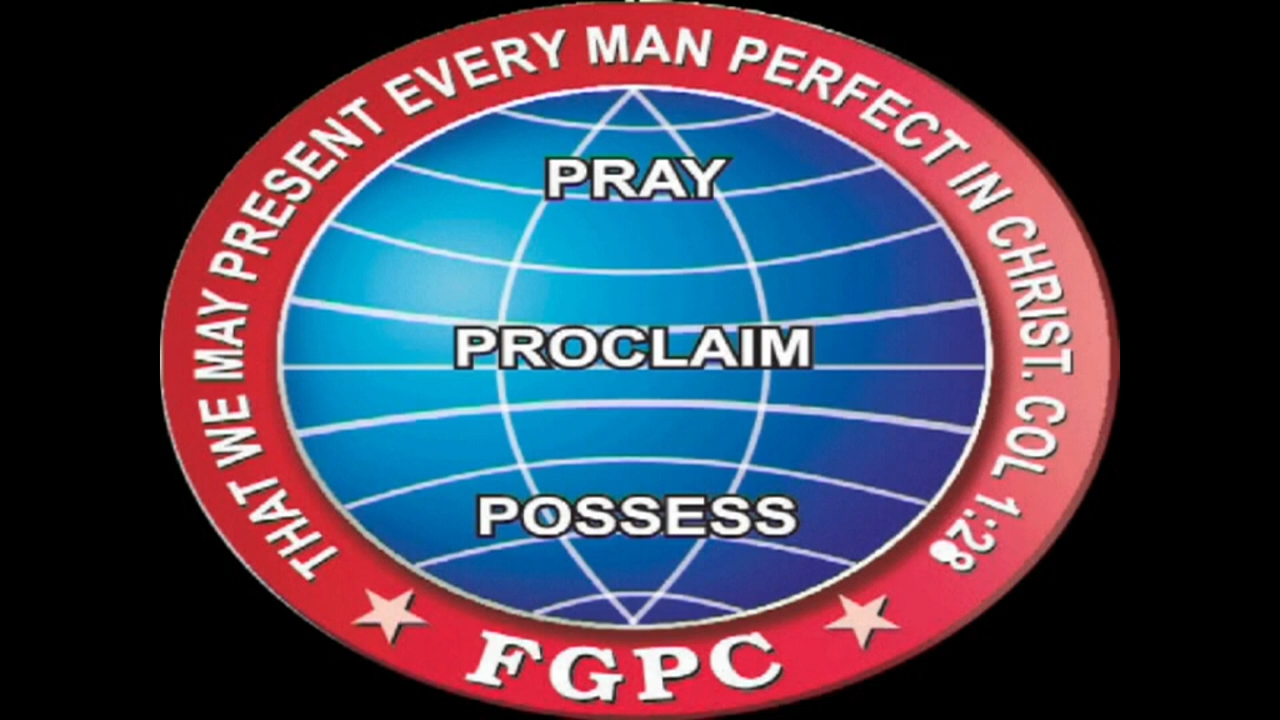 THAT WE MAY PRESENT EVERY MAN PERFECT IN CHRIST. COL 1:28
PRAY
PROCLAIM
POSSESS
FGPC